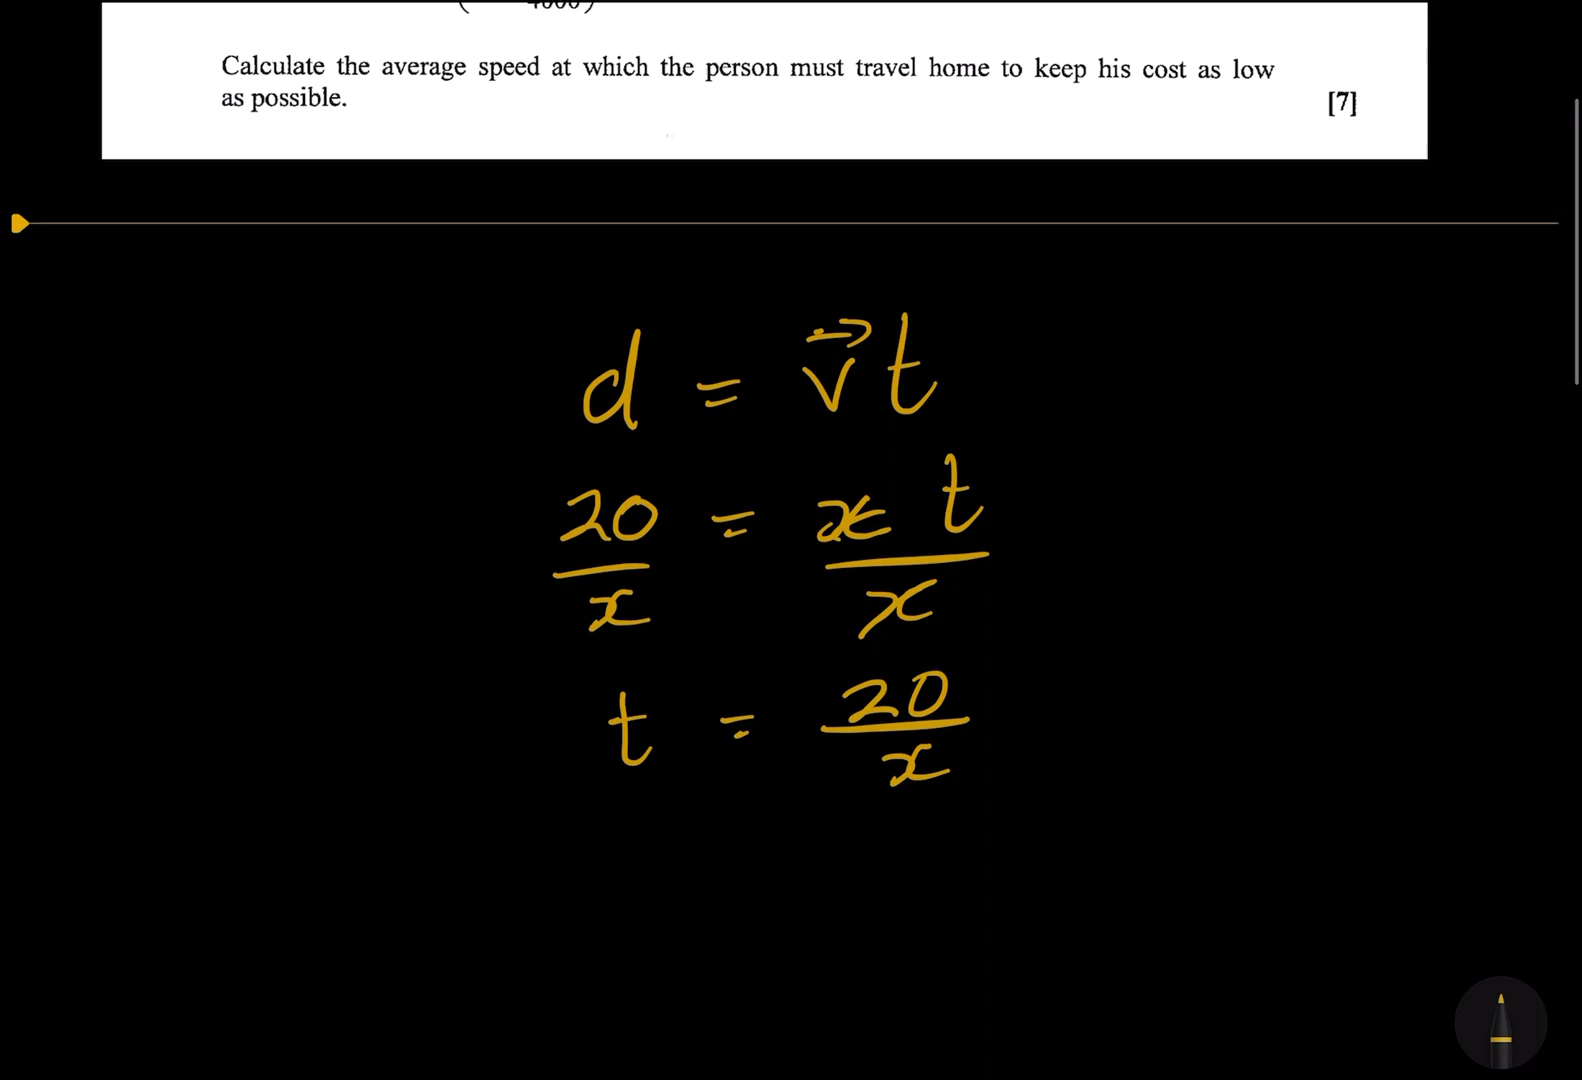 Calculate the average speed at which the person must travel home to keep his cost as low
as possible.
[7]
d = v⃗ t
20/x = x t/x
t = 20/x